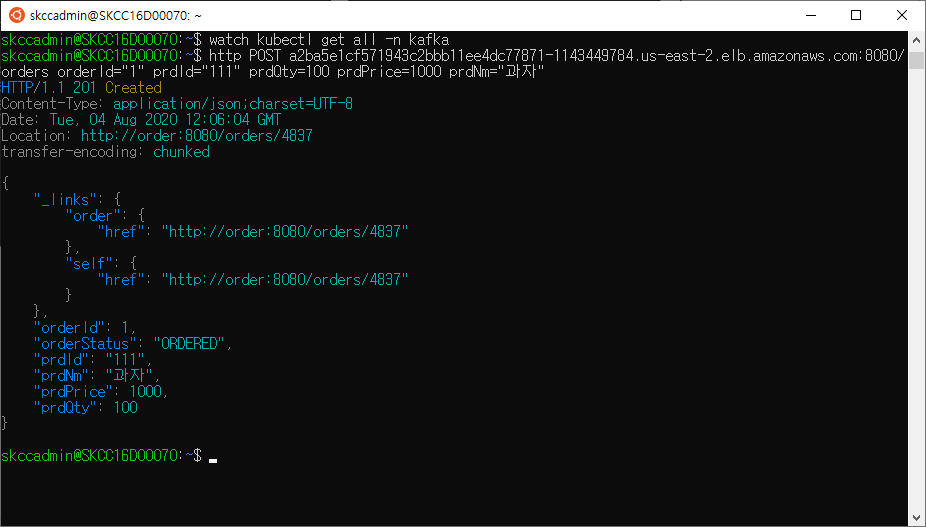 skccadmin@SKCC16D00070: ~
skccadmin@SKCC16D00070:~$ watch kubectl get all -n kafka
skccadmin@SKCC16D00070:~$ http POST a2ba5e1cf571943c2bbb11ee4dc77871-1143449784.us-east-2.elb.amazonaws.com:8080/
orders orderId="1" prdId="111" prdQty=100 prdPrice=1000 prdNm="과자"
HTTP/1.1 201 Created
Content-Type: application/json;charset=UTF-8
Date: Tue, 04 Aug 2020 12:06:04 GMT
Location: http://order:8080/orders/4837
transfer-encoding: chunked
{
"_links": {
"order": {
"href": "http://order:8080/orders/4837"
},
"self": {
"href": "http://order:8080/orders/4837"
}
},
"orderId": 1,
"orderStatus": "ORDERED",
"prdId": "111",
"prdNm": "과자",
"prdPrice": 1000,
"prdQty": 100
}
skccadmin@SKCC16D00070:~$